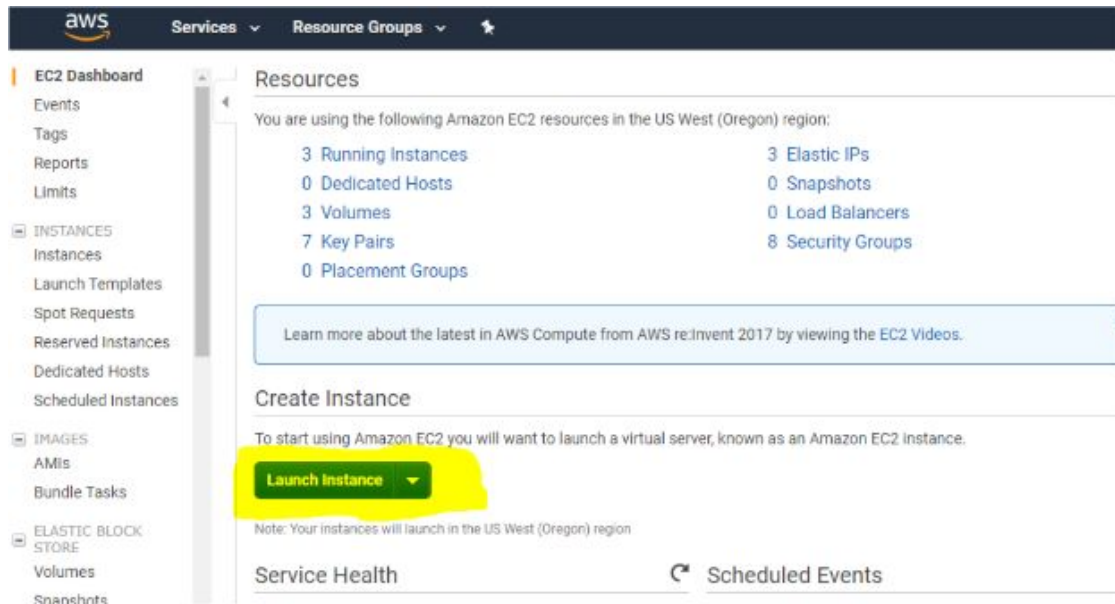 aws Services Resource Groups
EC2 Dashboard
Events
Tags
Reports
Limits
INSTANCES
Instances
Launch Templates
Spot Requests
Reserved Instances
Dedicated Hosts
Scheduled Instances
IMAGES
AMIs
Bundle Tasks
ELASTIC BLOCK
STORE
Volumes
Snapshots
Resources
You are using the following Amazon EC2 resources in the US West (Oregon) region:
3 Running Instances
0 Dedicated Hosts
3 Volumes
7 Key Pairs
0 Placement Groups
3 Elastic IPs
0 Snapshots
0 Load Balancers
8 Security Groups
Learn more about the latest in AWS Compute from AWS re:Invent 2017 by viewing the EC2 Videos.
Create Instance
To start using Amazon EC2 you will want to launch a virtual server, known as an Amazon EC2 instance.
Launch Instance
Note: Your instances will launch in the US West (Oregon) region
Service Health
Scheduled Events